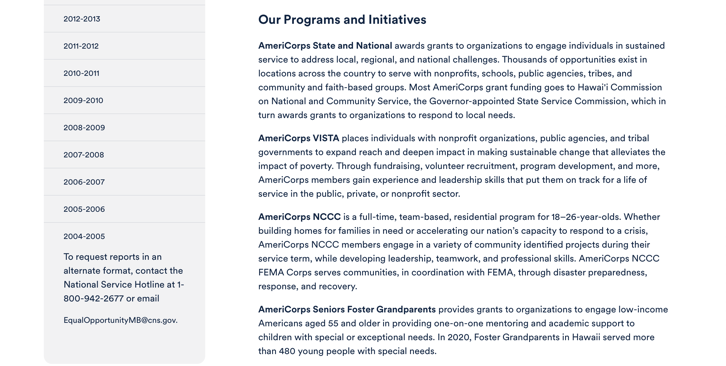 2012-2013
2011-2012
2010-2011
2009-2010
2008-2009
2007-2008
2006-2007
2005-2006
2004-2005
To request reports in an
alternate format, contact the
National Service Hotline at 1-
800-942-2677 or email
EqualOpportunityMB@cns.gov.
Our Programs and Initiatives
AmeriCorps State and National awards grants to organizations to engage individuals in sustained
service to address local, regional, and national challenges. Thousands of opportunities exist in
locations across the country to serve with nonprofits, schools, public agencies, tribes, and
community and faith-based groups. Most AmeriCorps grant funding goes to Hawai'i Commission
on National and Community Service, the Governor-appointed State Service Commission, which in
turn awards grants to organizations to respond to local needs.
AmeriCorps VISTA places individuals with nonprofit organizations, public agencies, and tribal
governments to expand reach and deepen impact in making sustainable change that alleviates the
impact of poverty. Through fundraising, volunteer recruitment, program development, and more,
AmeriCorps members gain experience and leadership skills that put them on track for a life of
service in the public, private, or nonprofit sector.
AmeriCorps NCCC is a full-time, team-based, residential program for 18–26-year-olds. Whether
building homes for families in need or accelerating our nation's capacity to respond to a crisis,
AmeriCorps NCCC members engage in a variety of community identified projects during their
service term, while developing leadership, teamwork, and professional skills. AmeriCorps NCCC
FEMA Corps serves communities, in coordination with FEMA, through disaster preparedness,
response, and recovery.
AmeriCorps Seniors Foster Grandparents provides grants to organizations to engage low-income
Americans aged 55 and older in providing one-on-one mentoring and academic support to
children with special or exceptional needs. In 2020, Foster Grandparents in Hawaii served more
than 480 young people with special needs.